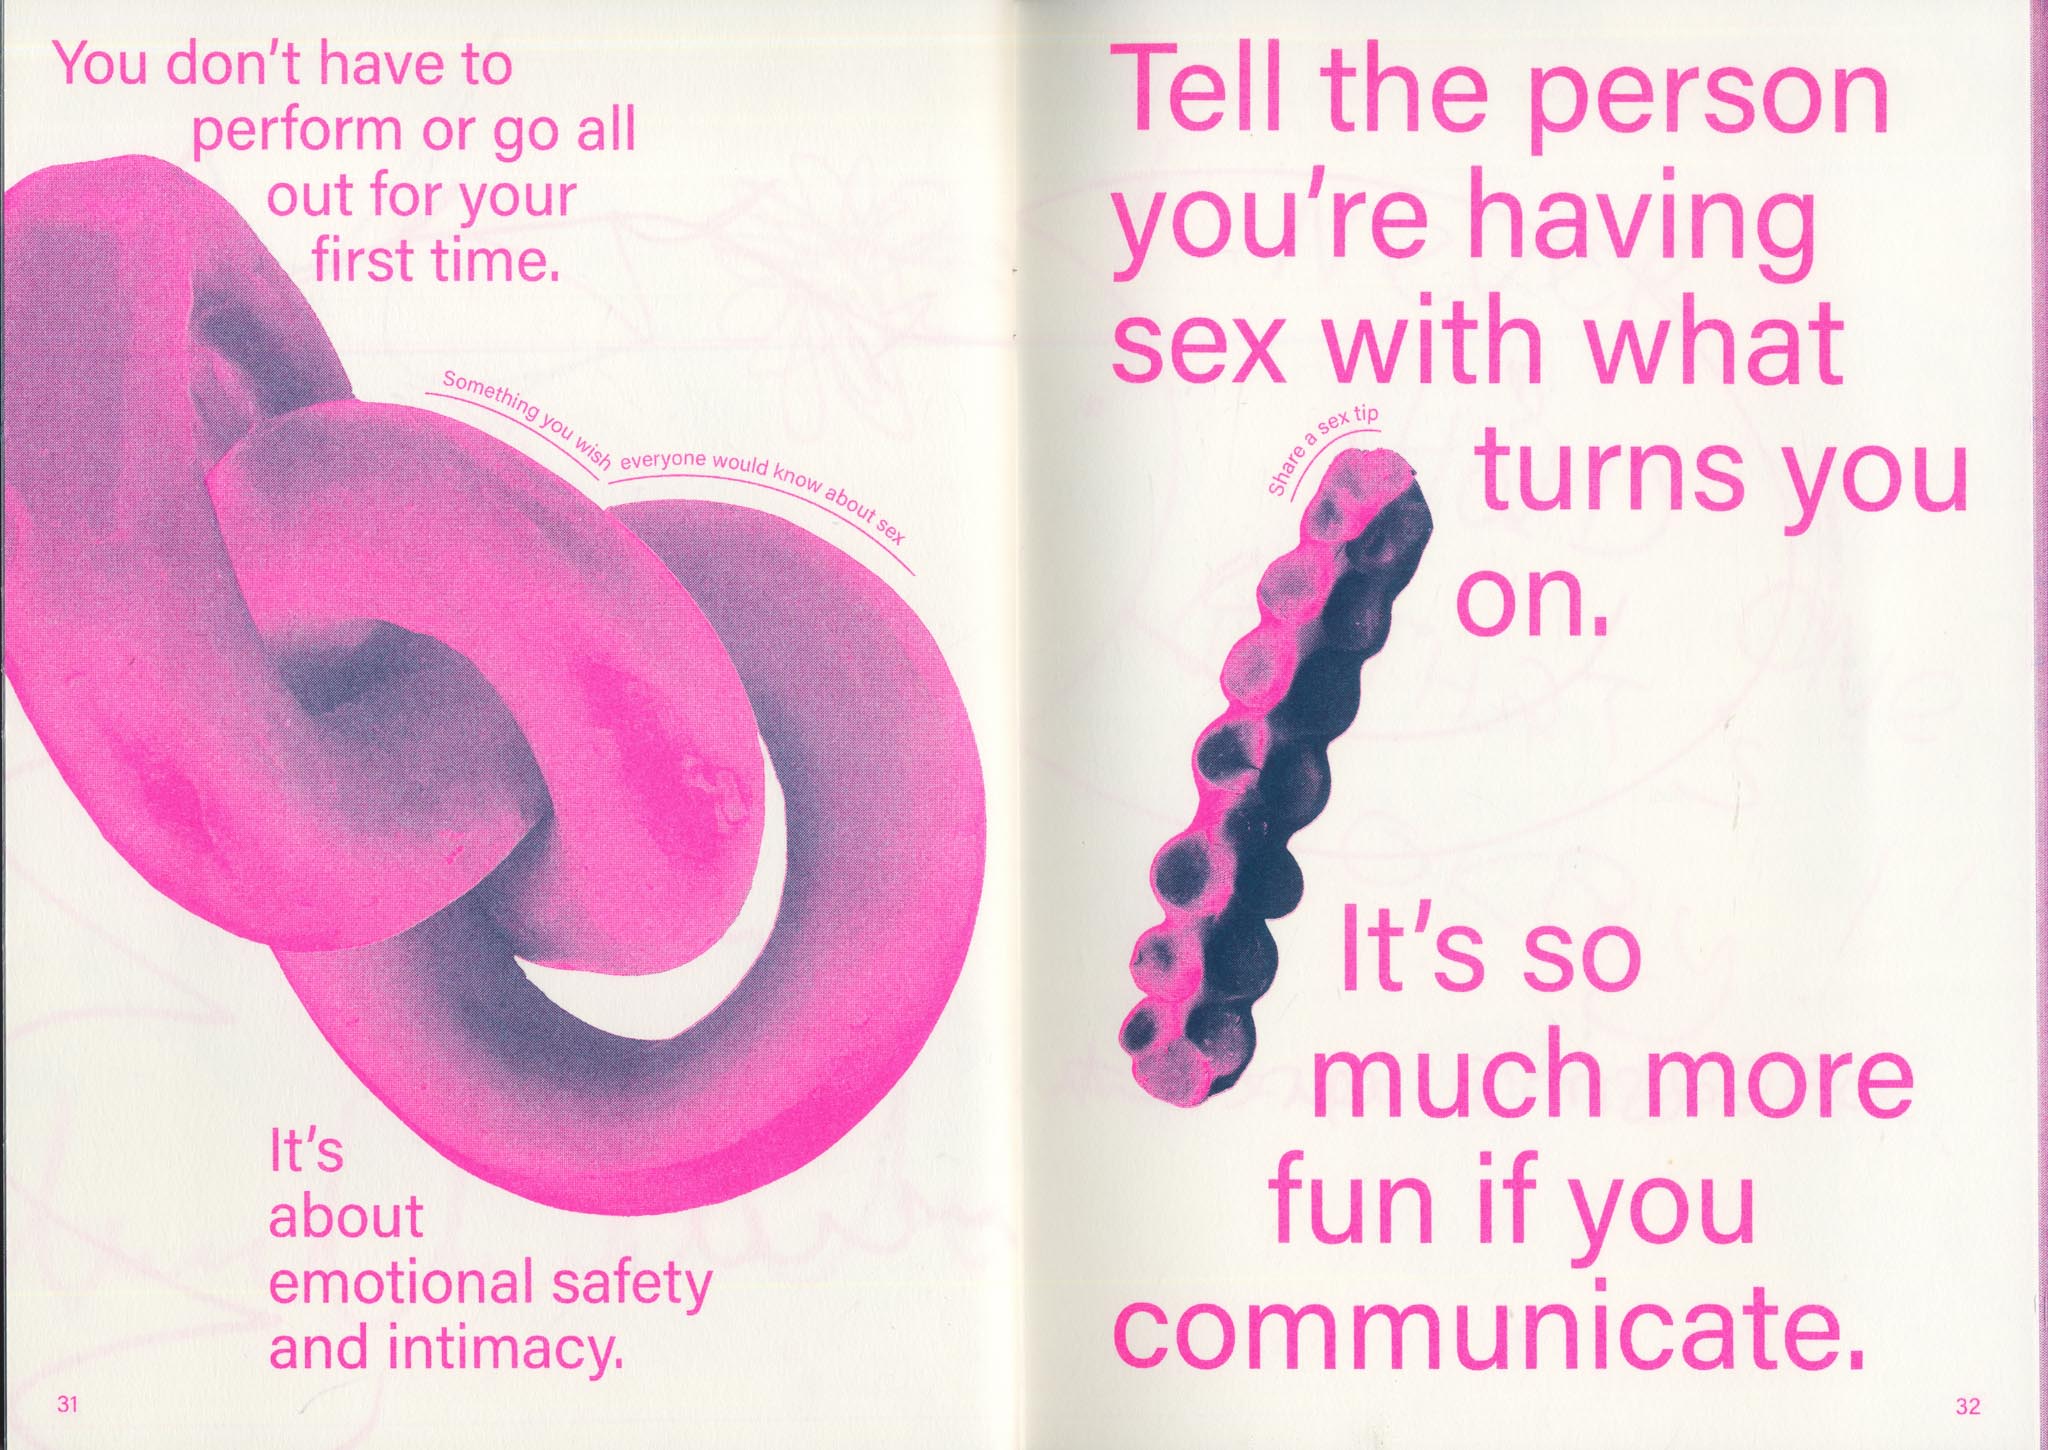 You don't have to
perform or go all
out for your
first time.
Something you wish
everyone would know about sex
It's
about
emotional safety
and intimacy.
31
Tell the person
you're having
sex with what
turns you
on.
Share a sex tip
It's so
much more
fun if you
communicate.
32